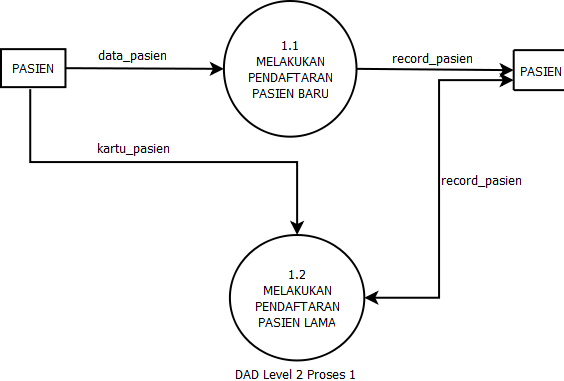 PASIEN
data_pasien
1.1
MELAKUKAN
PENDAFTARAN
PASIEN BARU
record_pasien
PASIEN
kartu_pasien
record_pasien
1.2
MELAKUKAN
PENDAFTARAN
PASIEN LAMA
DAD Level 2 Proses 1